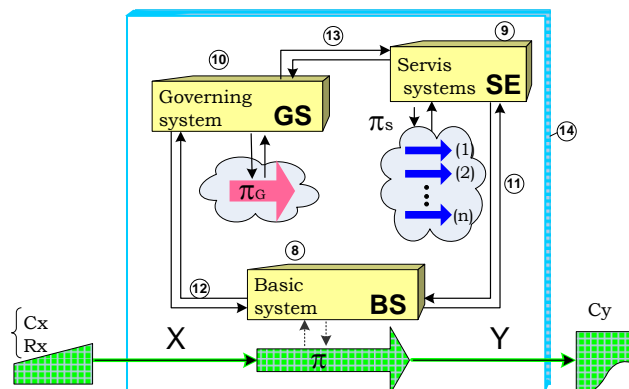 13
9
10
Servis
systems SE
Governing
system GS
πs
14
(1)
(2)
(n)
11
πG
8
12
Basic
system BS
Cx
Rx
X
Y
Cy
π